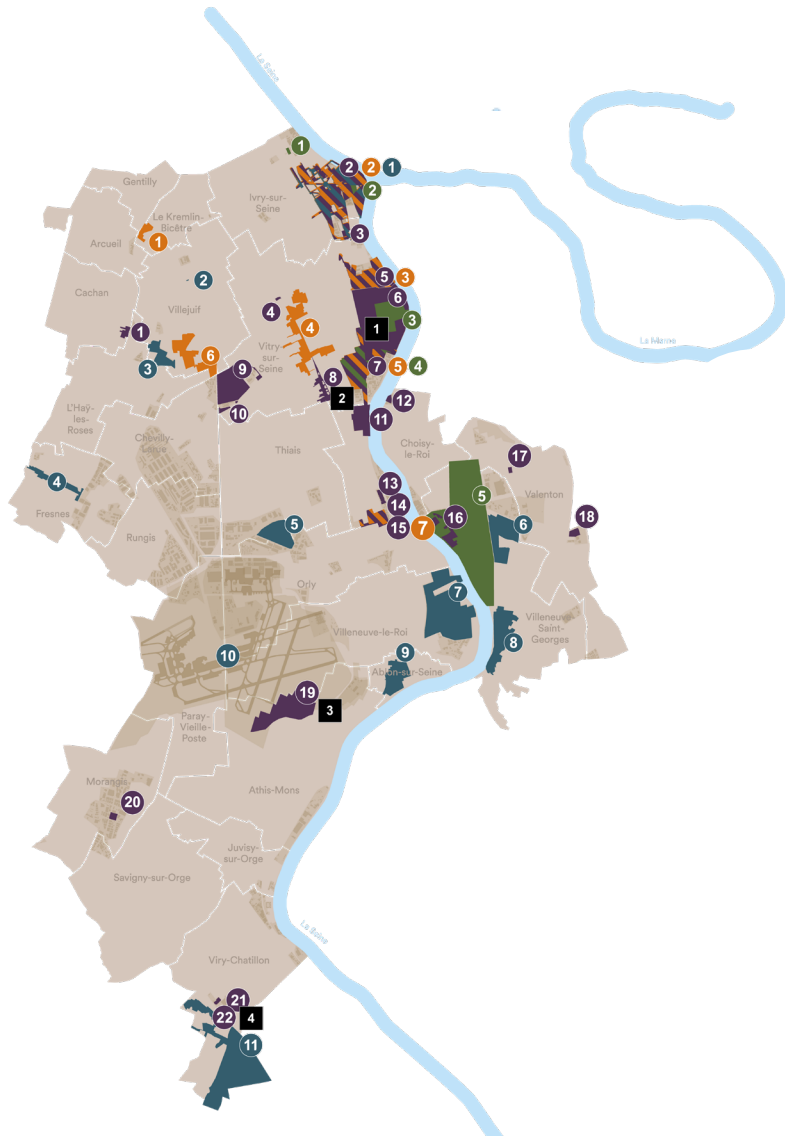 La Seine
1
2 2 1
2
Gentilly
Ivry-sur-
Seine
Le Kremlin-
Bicêtre
3
Arcueil
1
2
5 3
Cachan
6
Villejuif
4
3
1
4
1
La Marne
Vitry-
sur-
Seine
6
3
9
7 5 4
8
2
12
L'Haÿ-
les-
Roses
10
11
Chevilly-
Larue
Choisy-
le-Roi
Thiais
17
4
13
5
Valenton
14
Fresnes
16
18
5
15 7
6
Rungis
Orly
7
Villeneuve-le-Roi
Villeneuve-
Saint-
Georges
8
10
9
Ablon-sur-Seine
19
3
Paray-
Vieille-
Poste
Morangis
Athis-Mons
20
Juvisy-
sur-Orge
Savigny-sur-Orge
La Seine
Viry-Chatillon
21
22 4
11